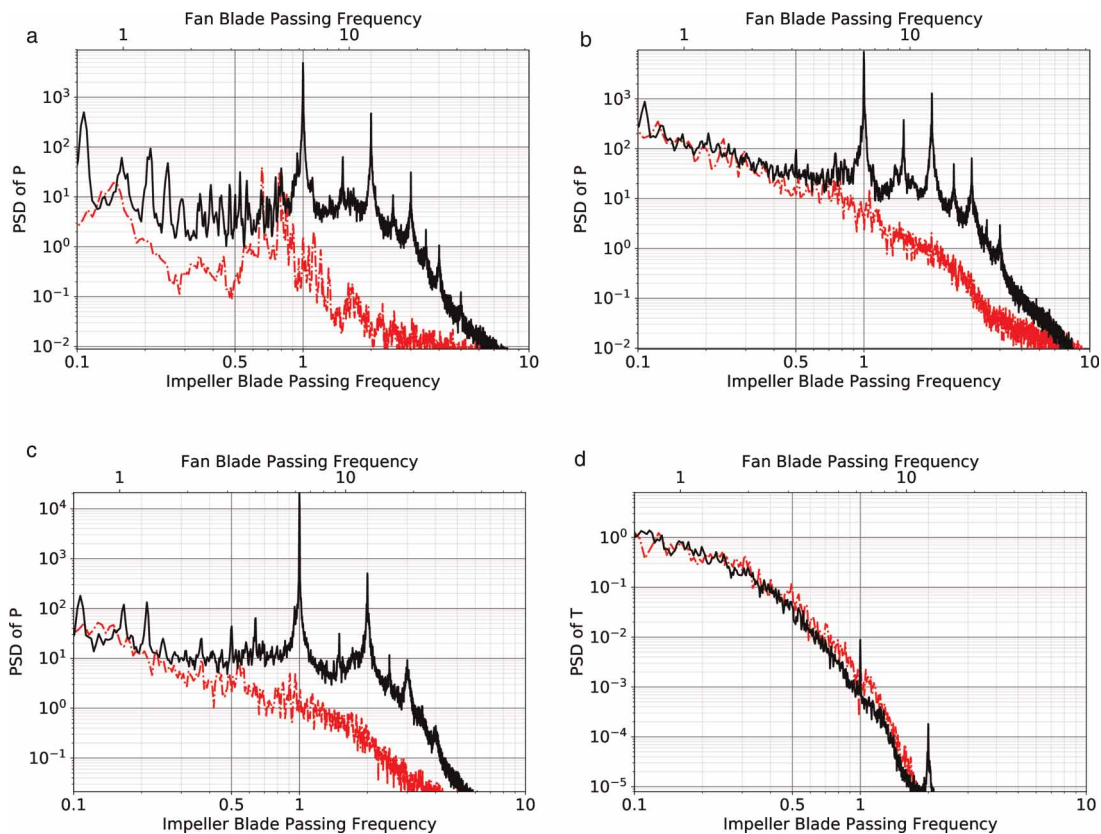 a
Fan Blade Passing Frequency
1 10
PSD of P
10³
10²
10¹
10⁰
10⁻¹
10⁻²
0.1 0.5 1 10
Impeller Blade Passing Frequency
b
Fan Blade Passing Frequency
1 10
PSD of P
10³
10²
10¹
10⁰
10⁻¹
10⁻²
0.1 0.5 1 10
Impeller Blade Passing Frequency
c
Fan Blade Passing Frequency
1 10
PSD of P
10⁴
10³
10²
10¹
10⁰
10⁻¹
0.1 0.5 1 10
Impeller Blade Passing Frequency
d
Fan Blade Passing Frequency
1 10
PSD of T
10⁰
10⁻¹
10⁻²
10⁻³
10⁻⁴
10⁻⁵
0.1 0.5 1 10
Impeller Blade Passing Frequency